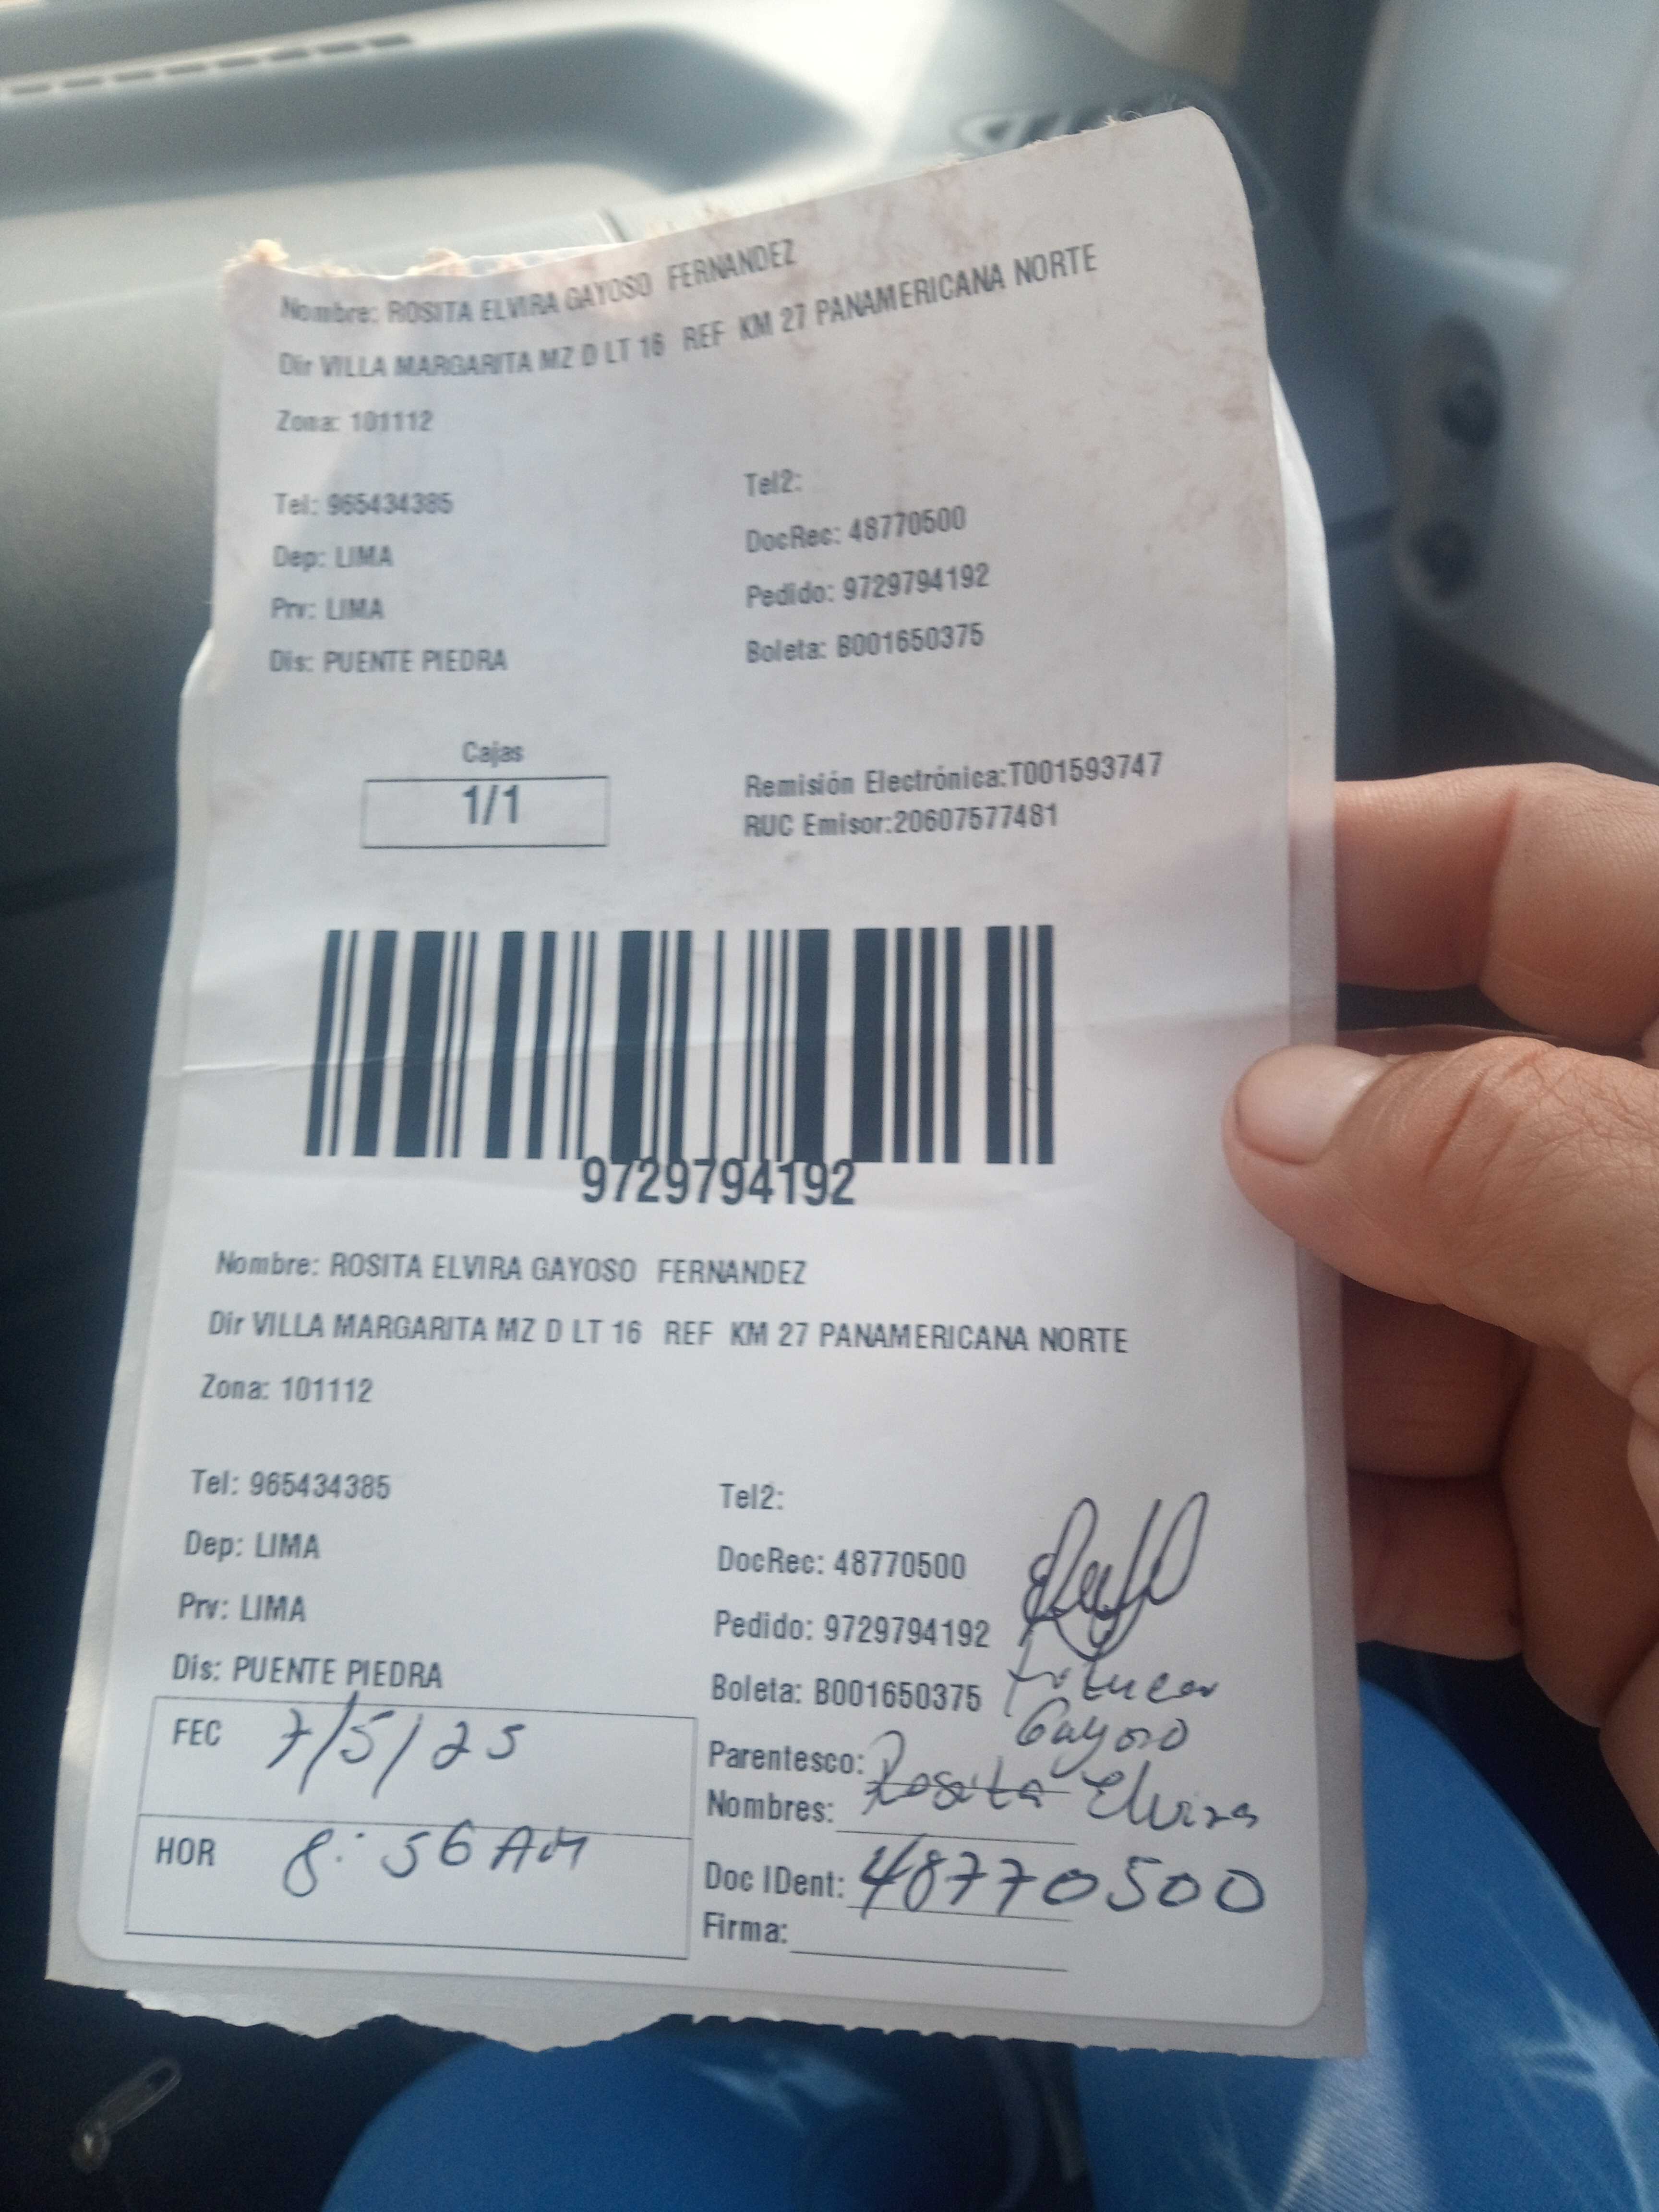 Nombre: ROSITA ELVIRA GAYOSO FERNANDEZ
Dir VILLA MARGARITA MZ D LT 16 REF KM 27 PANAMERICANA NORTE
Zona: 101112
Tel: 965434385
Tel2:
Dep: LIMA
DocRec: 48770500
Prv: LIMA
Pedido: 9729794192
Dis: PUENTE PIEDRA
Boleta: B001650375
Cajas
1/1
Remisión Electrónica:T001593747
RUC Emisor:20607577481
9729794192
Nombre: ROSITA ELVIRA GAYOSO FERNANDEZ
Dir VILLA MARGARITA MZ D LT 16 REF KM 27 PANAMERICANA NORTE
Zona: 101112
Tel: 965434385
Tel2:
Dep: LIMA
DocRec: 48770500
Prv: LIMA
Pedido: 9729794192
Dis: PUENTE PIEDRA
Boleta: B001650375
Gayoso
FEC 7/5/25
Parentesco:
Nombres: Rosita Elvira
HOR 8:56 AM
Doc IDent: 48770500
Firma: